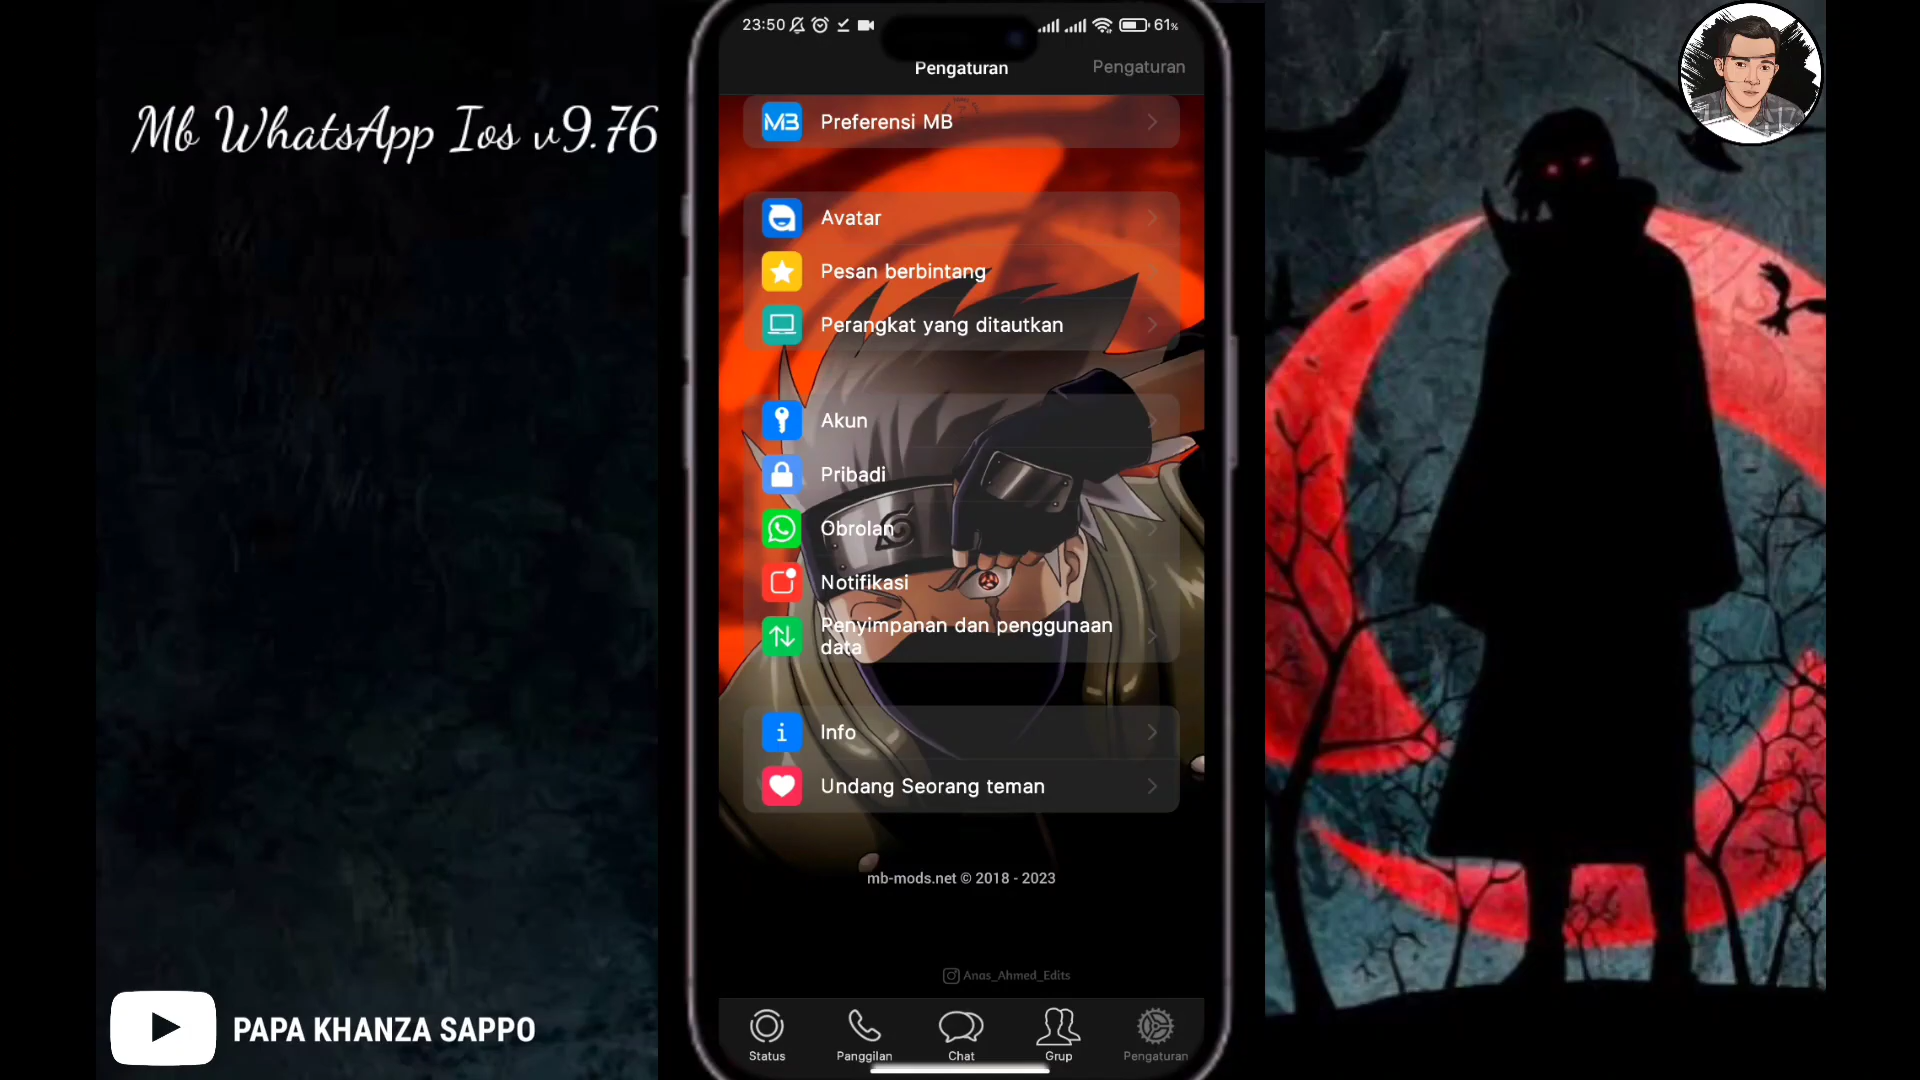 Mb WhatsApp Ios v9.76
23:50
61%
Pengaturan
Pengaturan
MB
Preferensi MB
Avatar
Pesan berbintang
Perangkat yang ditautkan
Akun
Pribadi
Obrolan
Notifikasi
Penyimpanan dan penggunaan
data
Info
Undang Seorang teman
mb-mods.net © 2018 - 2023
Anas_Ahmed_Edits
Status
Panggilan
Chat
Grup
Pengaturan
PAPA KHANZA SAPPO